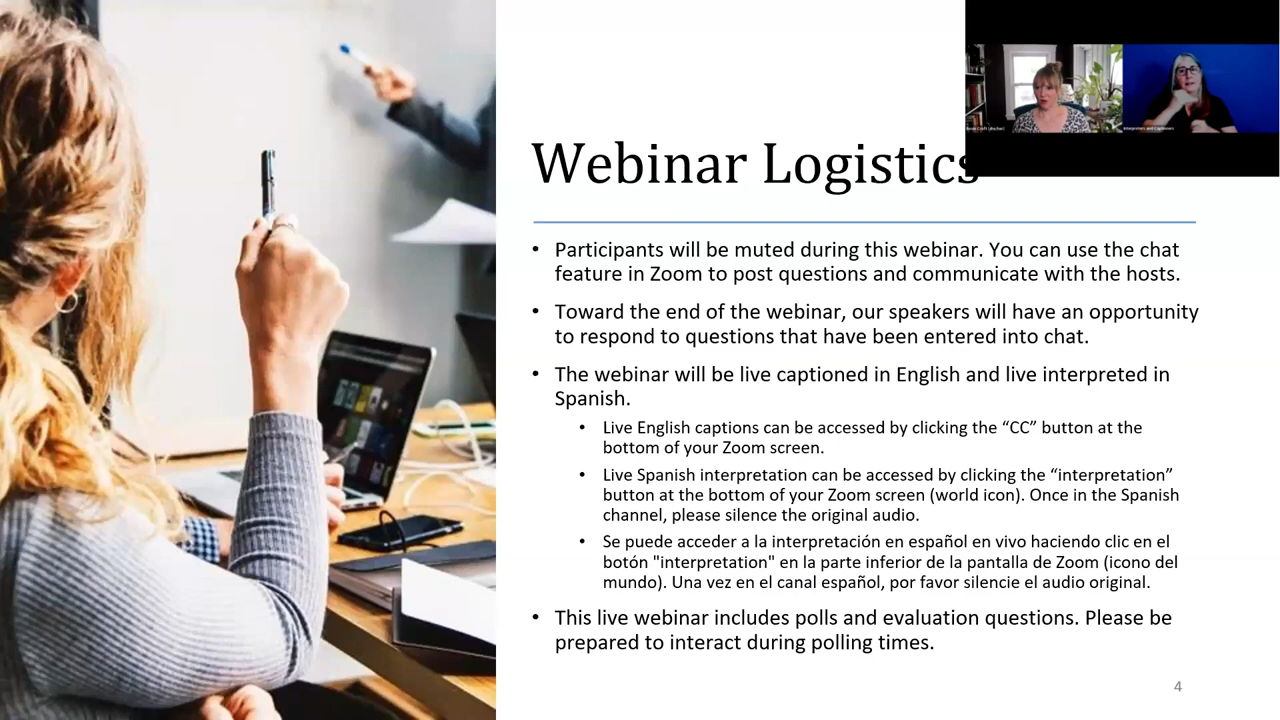 Webinar Logistics
• Participants will be muted during this webinar. You can use the chat
feature in Zoom to post questions and communicate with the hosts.
• Toward the end of the webinar, our speakers will have an opportunity
to respond to questions that have been entered into chat.
• The webinar will be live captioned in English and live interpreted in
Spanish.
• Live English captions can be accessed by clicking the “CC” button at the
bottom of your Zoom screen.
• Live Spanish interpretation can be accessed by clicking the “interpretation”
button at the bottom of your Zoom screen (world icon). Once in the Spanish
channel, please silence the original audio.
• Se puede acceder a la interpretación en español en vivo haciendo clic en el
botón "interpretation" en la parte inferior de la pantalla de Zoom (icono del
mundo). Una vez en el canal español, por favor silencie el audio original.
• This live webinar includes polls and evaluation questions. Please be
prepared to interact during polling times.
4
Interpreters and Captioners